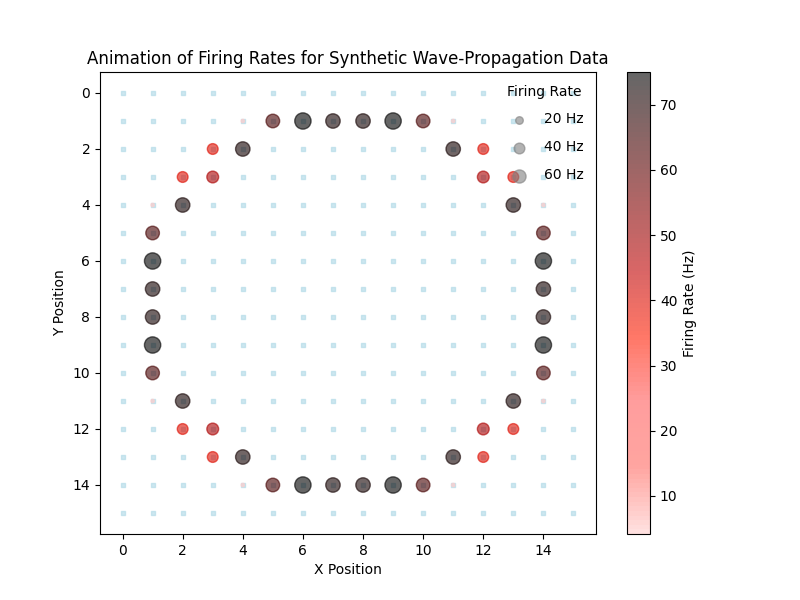 Animation of Firing Rates for Synthetic Wave-Propagation Data
Firing Rate
20 Hz
40 Hz
60 Hz
0
2
4
6
8
10
12
14
Y Position
0 2 4 6 8 10 12 14
X Position
70
60
50
40
30
20
10
Firing Rate (Hz)